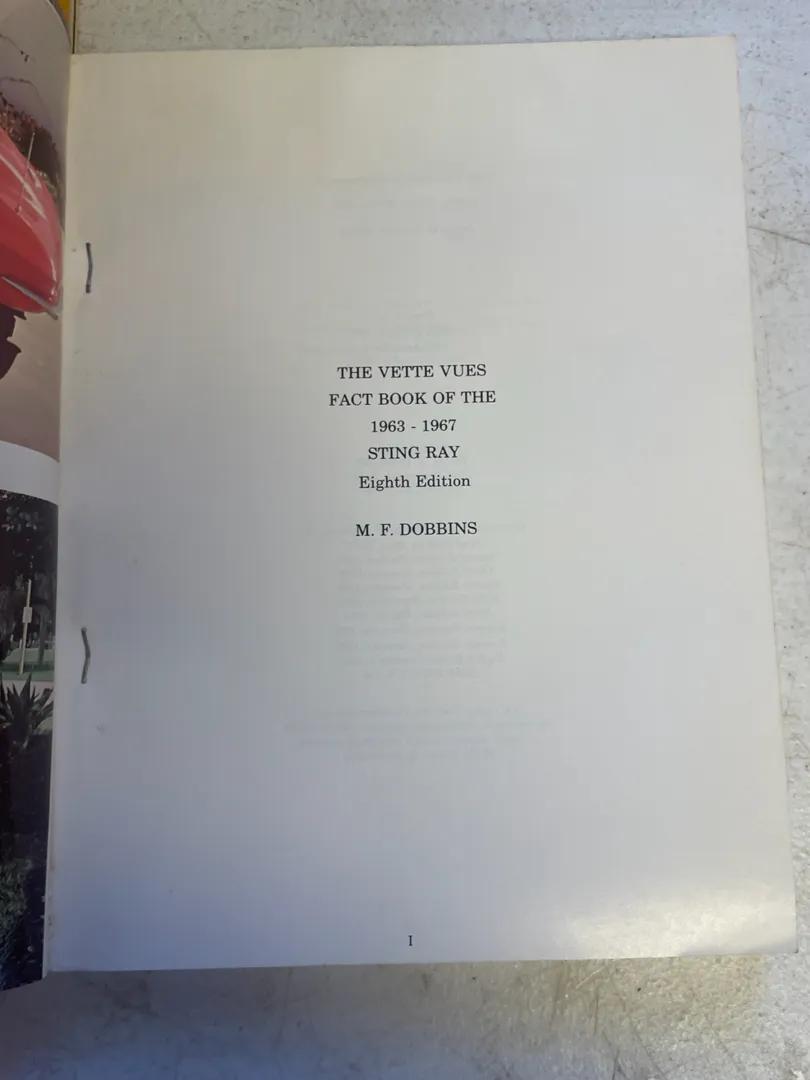 THE VETTE VUES
FACT BOOK OF THE
1963 - 1967
STING RAY
Eighth Edition
M. F. DOBBINS
I